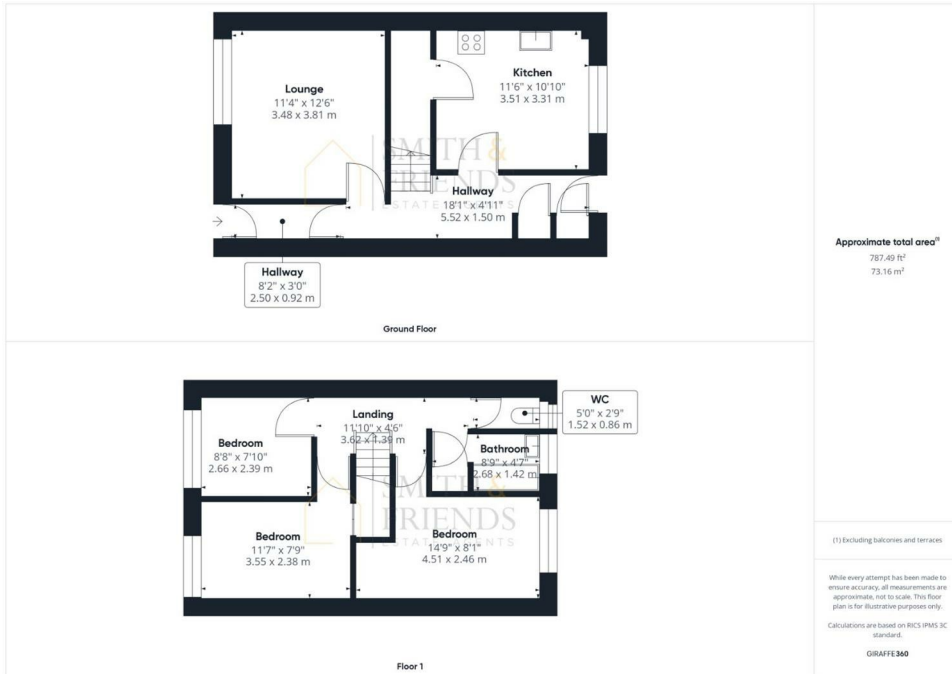 Lounge
11'4" x 12'6"
3.48 x 3.81 m
Kitchen
11'6" x 10'10"
3.51 x 3.31 m
SMITH &
FRIENDS
ESTATE AGENTS
Hallway
18'1" x 4'11"
5.52 x 1.50 m
Hallway
8'2" x 3'0"
2.50 x 0.92 m
Ground Floor
Approximate total area(1)
787.49 ft²
73.16 m²
Landing
11'10" x 4'6"
3.62 x 1.39 m
WC
5'0" x 2'9"
1.52 x 0.86 m
Bedroom
8'8" x 7'10"
2.66 x 2.39 m
Bathroom
8'9" x 4'7"
2.68 x 1.42 m
SMITH &
FRIENDS
ESTATE AGENTS
Bedroom
11'7" x 7'9"
3.55 x 2.38 m
Bedroom
14'9" x 8'1"
4.51 x 2.46 m
Floor 1
(1) Excluding balconies and terraces
While every attempt has been made to
ensure accuracy, all measurements are
approximate, not to scale. This floor
plan is for illustrative purposes only.
Calculations are based on RICS IPMS 3C
standard.
GIRAFFE360